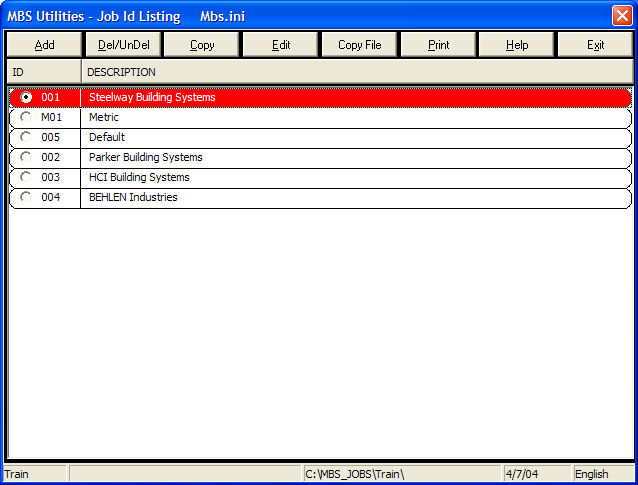 MBS Utilities - Job Id Listing Mbs.ini
Add Del/UnDel Copy Edit Copy File Print Help Exit
ID DESCRIPTION
001 Steelway Building Systems
M01 Metric
005 Default
002 Parker Building Systems
003 HCI Building Systems
004 BEHLEN Industries
Train C:\MBS_JOBS\Train\ 4/7/04 English